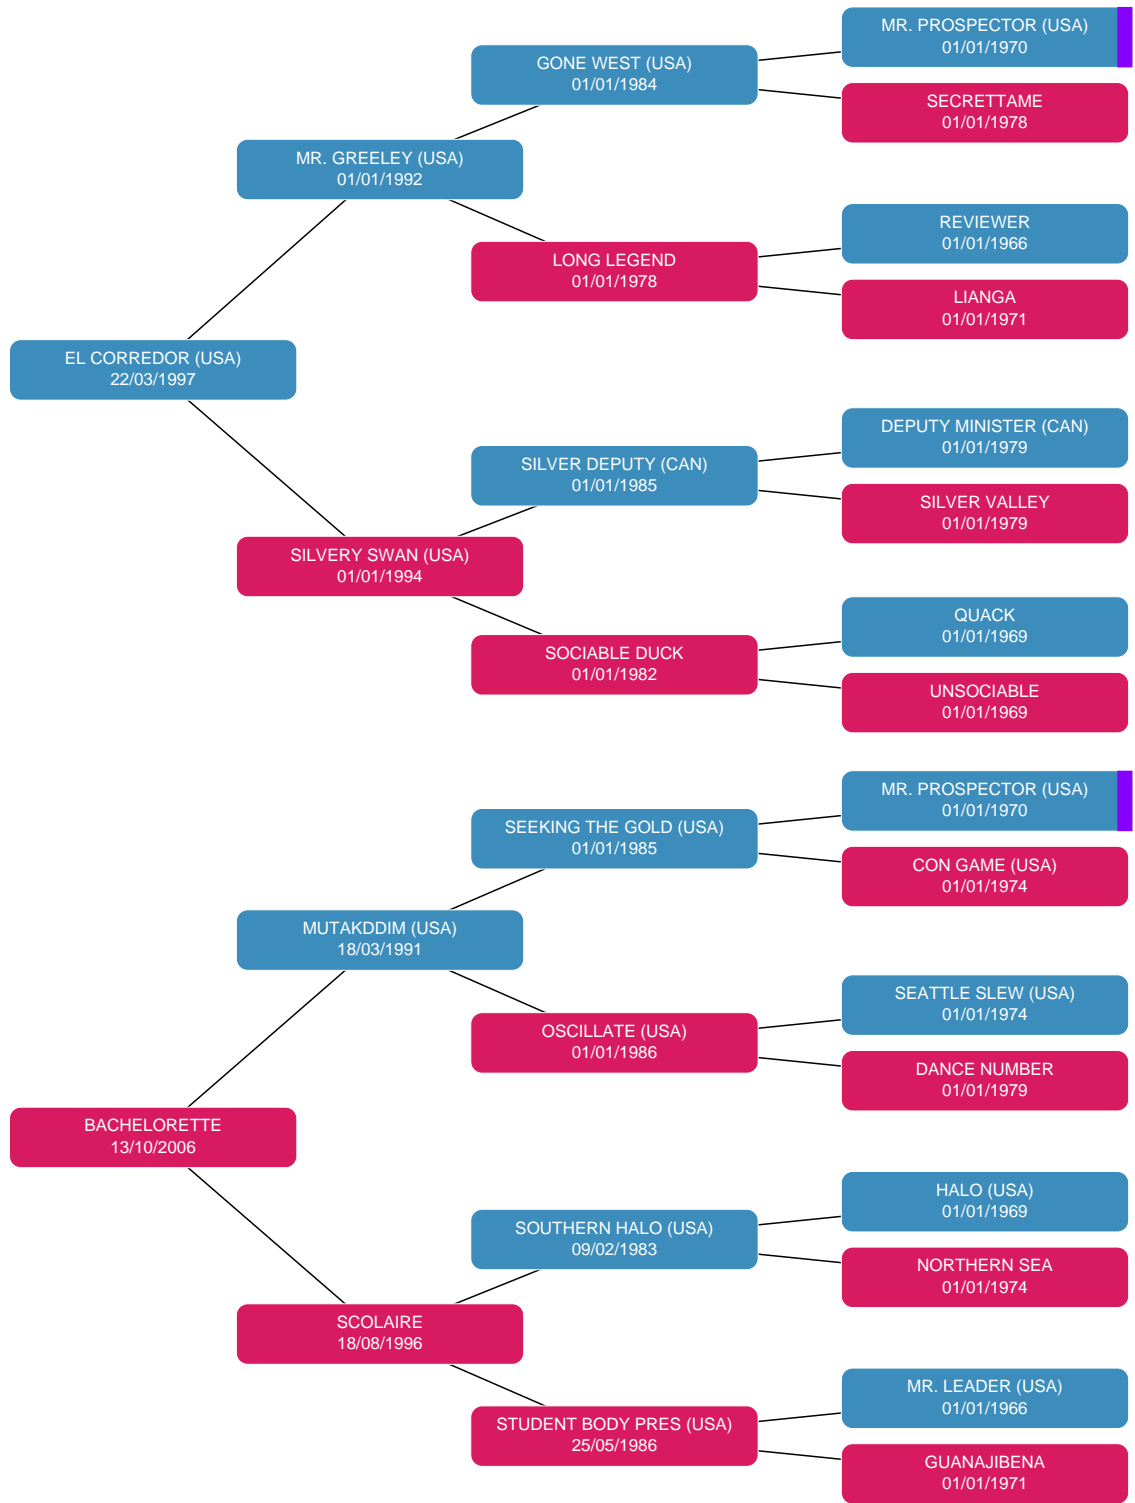 MR. PROSPECTOR (USA)
01/01/1970
GONE WEST (USA)
01/01/1984
SECRETTAME
01/01/1978
MR. GREELEY (USA)
01/01/1992
REVIEWER
01/01/1966
LONG LEGEND
01/01/1978
LIANGA
01/01/1971
EL CORREDOR (USA)
22/03/1997
DEPUTY MINISTER (CAN)
01/01/1979
SILVER DEPUTY (CAN)
01/01/1985
SILVER VALLEY
01/01/1979
SILVERY SWAN (USA)
01/01/1994
QUACK
01/01/1969
SOCIABLE DUCK
01/01/1982
UNSOCIABLE
01/01/1969
MR. PROSPECTOR (USA)
01/01/1970
SEEKING THE GOLD (USA)
01/01/1985
CON GAME (USA)
01/01/1974
MUTAKDDIM (USA)
18/03/1991
SEATTLE SLEW (USA)
01/01/1974
OSCILLATE (USA)
01/01/1986
DANCE NUMBER
01/01/1979
BACHELORETTE
13/10/2006
HALO (USA)
01/01/1969
SOUTHERN HALO (USA)
09/02/1983
NORTHERN SEA
01/01/1974
SCOLAIRE
18/08/1996
MR. LEADER (USA)
01/01/1966
STUDENT BODY PRES (USA)
25/05/1986
GUANAJIBENA
01/01/1971